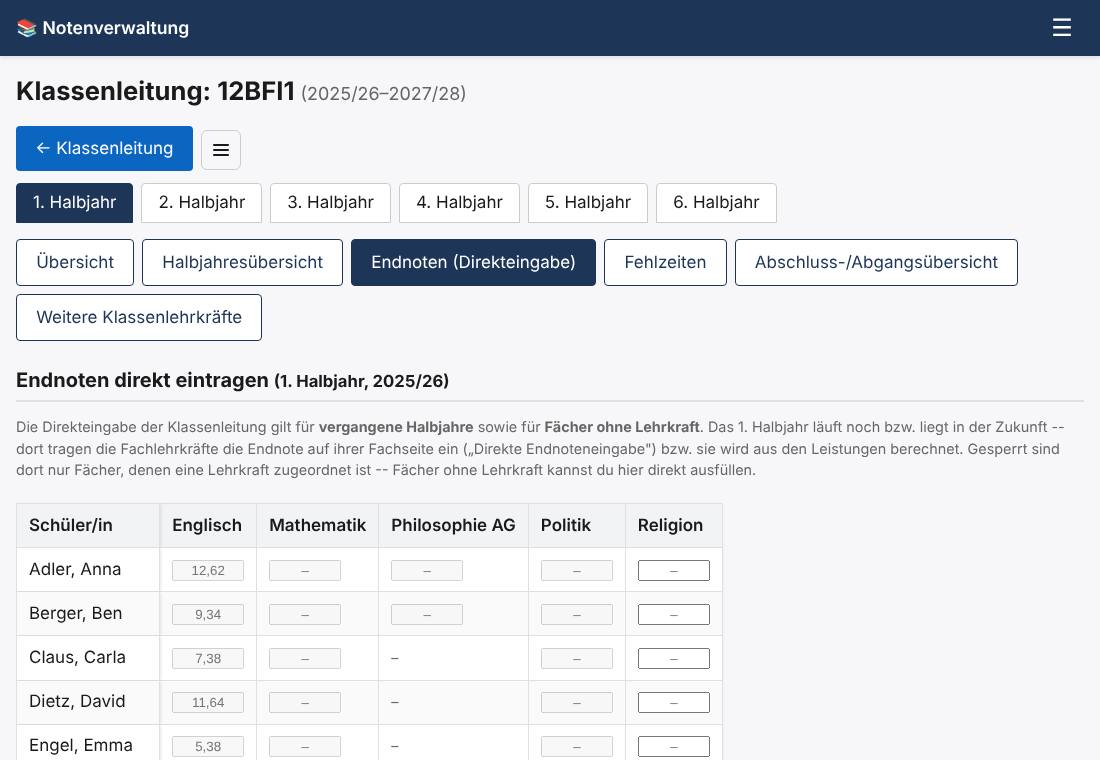 📚 Notenverwaltung ☰
Klassenleitung: 12BFI1 (2025/26–2027/28)
← Klassenleitung
1. Halbjahr 2. Halbjahr 3. Halbjahr 4. Halbjahr 5. Halbjahr 6. Halbjahr
Übersicht Halbjahresübersicht Endnoten (Direkteingabe) Fehlzeiten Abschluss-/Abgangsübersicht
Weitere Klassenlehrkräfte
Endnoten direkt eintragen (1. Halbjahr, 2025/26)
Die Direkteingabe der Klassenleitung gilt für vergangene Halbjahre sowie für Fächer ohne Lehrkraft. Das 1. Halbjahr läuft noch bzw. liegt in der Zukunft --
dort tragen die Fachlehrkräfte die Endnote auf ihrer Fachseite ein („Direkte Endnoteneingabe") bzw. sie wird aus den Leistungen berechnet. Gesperrt sind
dort nur Fächer, denen eine Lehrkraft zugeordnet ist -- Fächer ohne Lehrkraft kannst du hier direkt ausfüllen.
Schüler/in Englisch Mathematik Philosophie AG Politik Religion
Adler, Anna 12,62 – – – –
Berger, Ben 9,34 – – – –
Claus, Carla 7,38 – – – –
Dietz, David 11,64 – – – –
Engel, Emma 5,38 – – – –